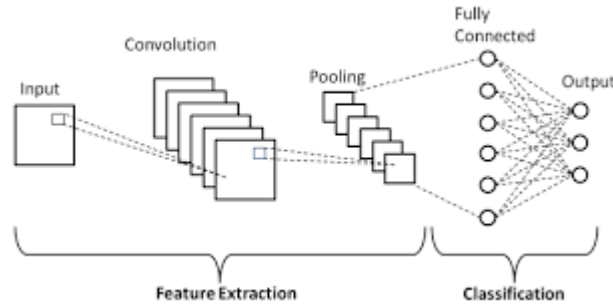 Fully
Connected
Convolution
Pooling
Input
Output
Feature Extraction
Classification